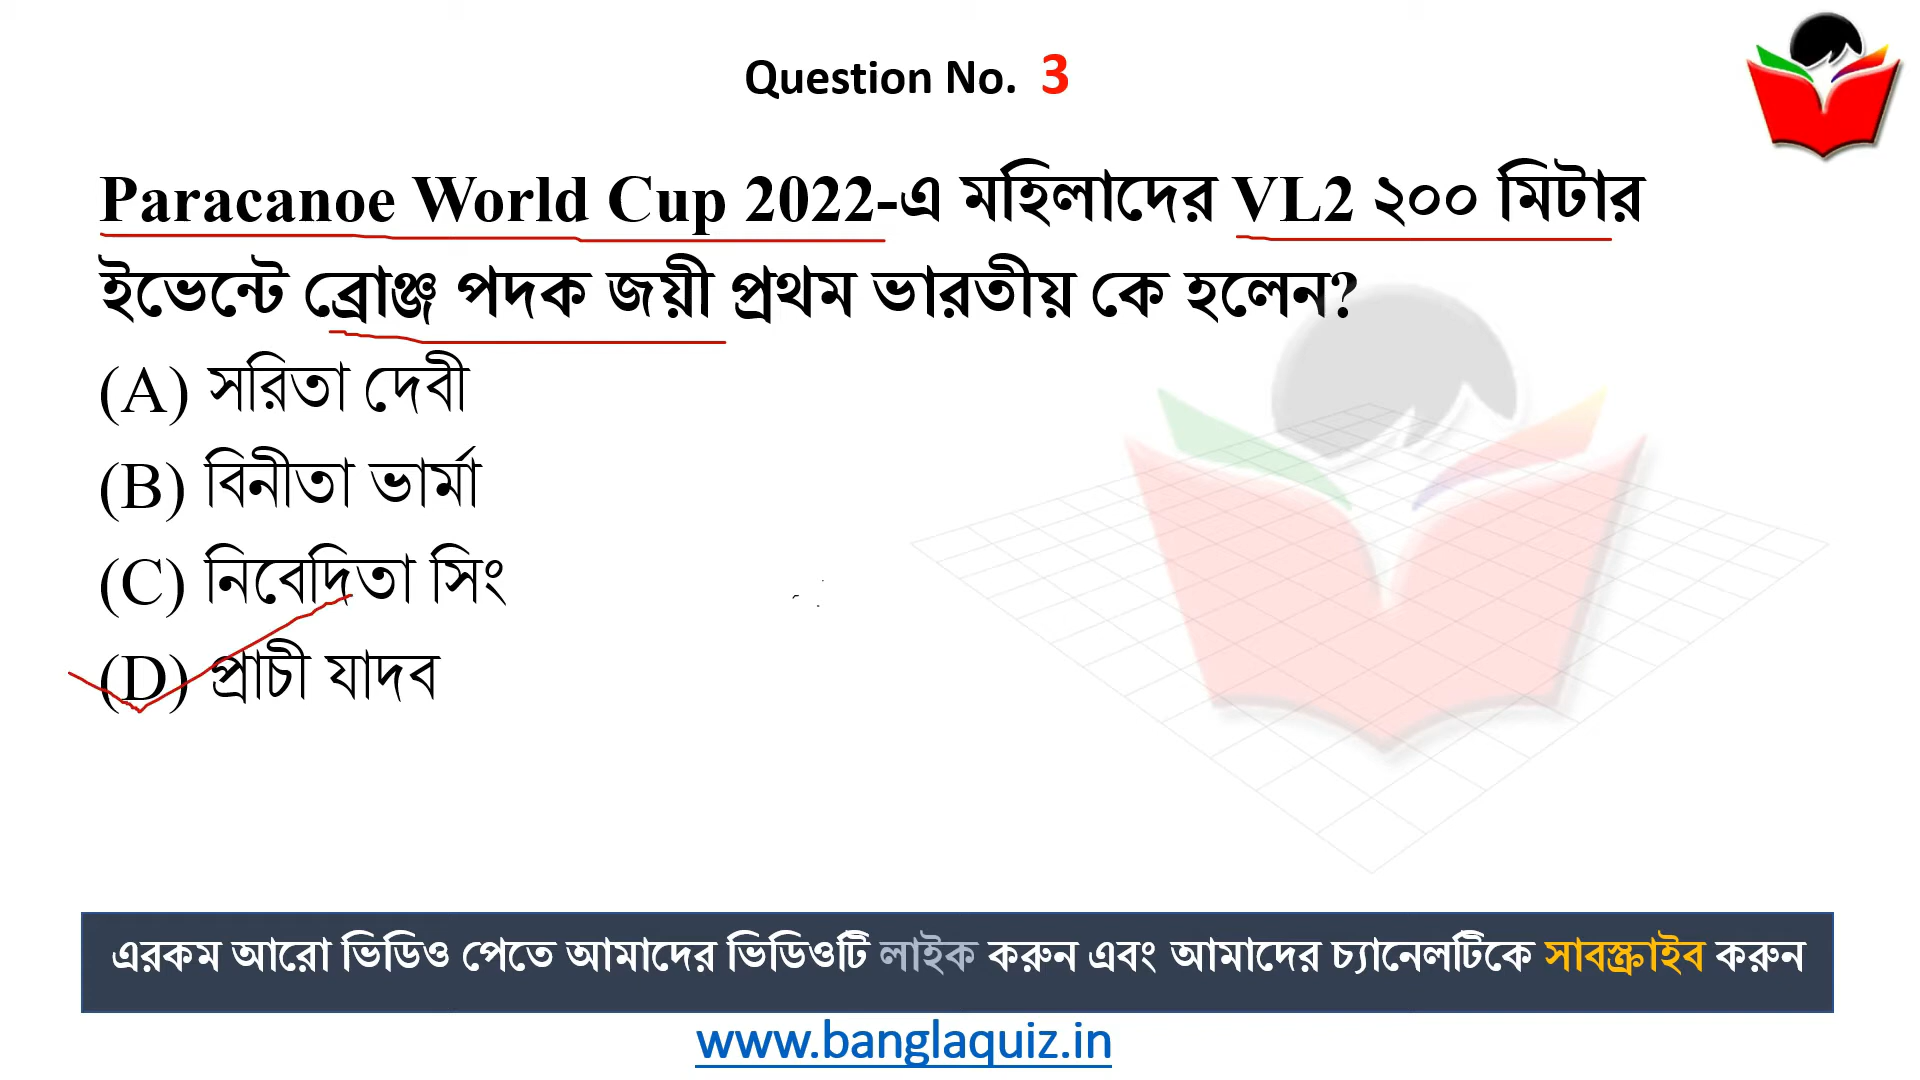 Question No. 3
Paracanoe World Cup 2022-এ মহিলাদের VL2 ২০০ মিটার
ইভেন্টে ব্রোঞ্জ পদক জয়ী প্রথম ভারতীয় কে হলেন?
(A) সরিতা দেবী
(B) বিনীতা ভার্মা
(C) নিবেদিতা সিং
(D) প্রাচী যাদব
এরকম আরো ভিডিও পেতে আমাদের ভিডিওটি লাইক করুন এবং আমাদের চ্যানেলটিকে সাবস্ক্রাইব করুন
www.banglaquiz.in